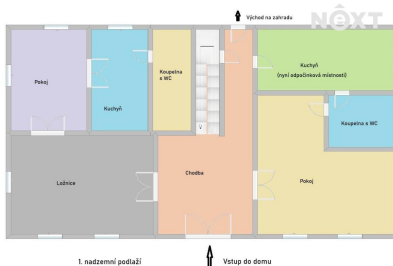 NEXT
REALITY
Východ na zahradu
Pokoj
Kuchyň
Koupelna
s WC
Kuchyň
(nyní odpočinková místnost)
Koupelna s WC
Ložnice
Chodba
Pokoj
1. nadzemní podlaží
Vstup do domu